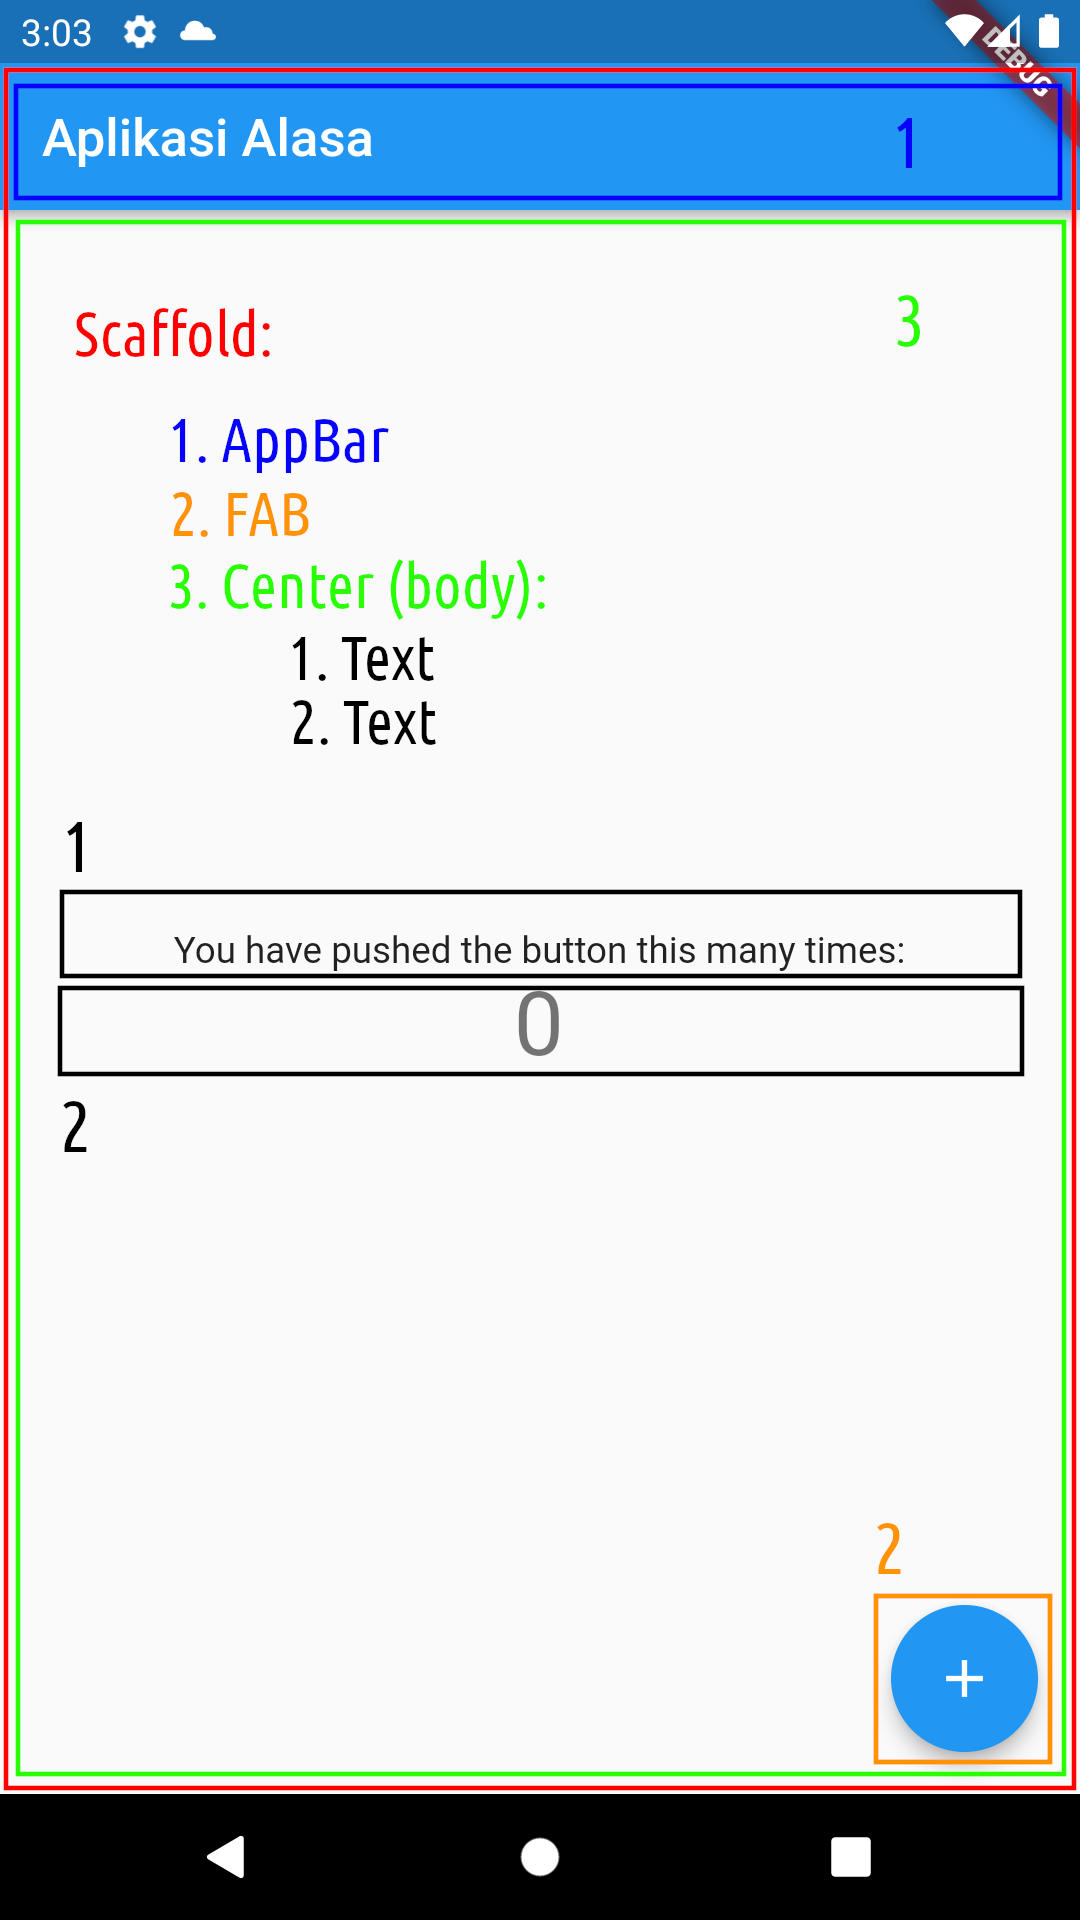 3:03
DEBUG
Aplikasi Alasa
1
3
Scaffold:
1. AppBar
2. FAB
3. Center (body):
1. Text
2. Text
1
You have pushed the button this many times:
0
2
2
+